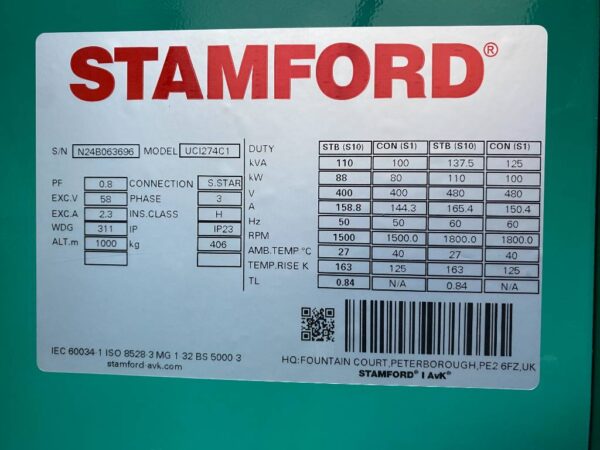 STAMFORD®
S/N N24B063696 MODEL UCI274C1
PF 0.8 CONNECTION S.STAR
EXC.V 58 PHASE 3
EXC.A 2.3 INS.CLASS H
WDG 311 IP IP23
ALT.m 1000 kg 406
DUTY STB (S10) CON (S1) STB (S10) CON (S1)
kVA 110 100 137.5 125
kW 88 80 110 100
V 400 400 480 480
A 158.8 144.3 165.4 150.4
Hz 50 50 60 60
RPM 1500 1500.0 1800.0 1800.0
AMB.TEMP °C 27 40 27 40
TEMP.RISE K 163 125 163 125
TL 0.84 N/A 0.84 N/A
IEC 60034-1 ISO 8528-3 MG 1-32 BS 5000-3
stamford-avk.com
HQ:FOUNTAIN COURT,PETERBOROUGH,PE2 6FZ,UK
STAMFORD® I AvK®